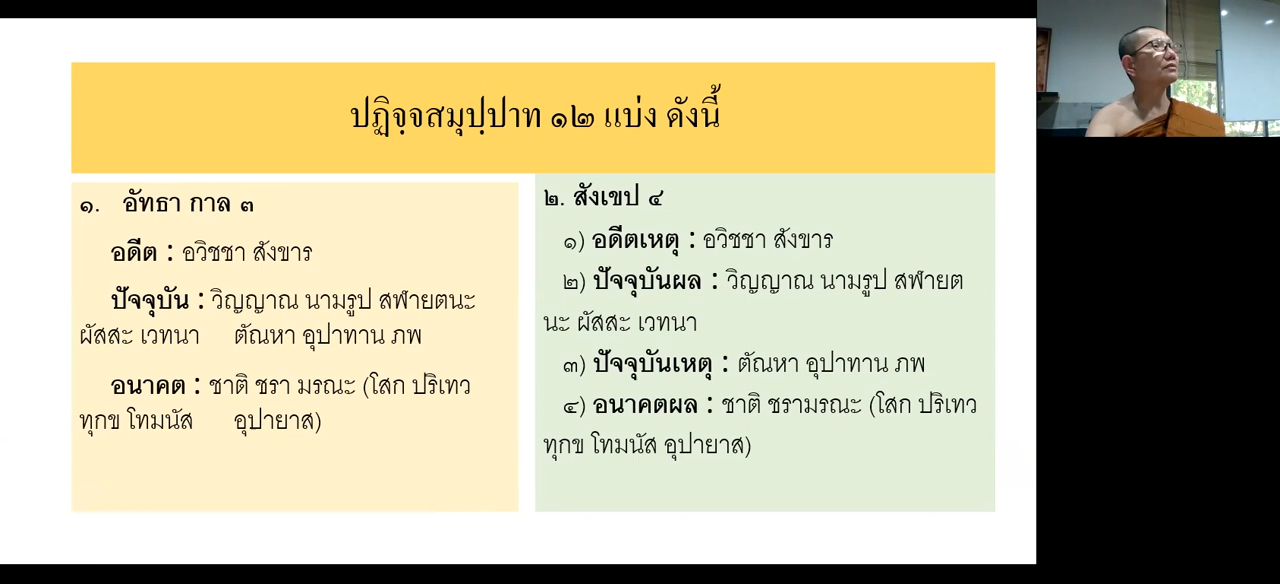 ปฏิจฺจสมุปฺปาท ๑๒ แบ่ง ดังนี้
๑. อัทธา กาล ๓
อดีต : อวิชชา สังขาร
ปัจจุบัน : วิญญาณ นามรูป สฬายตนะ
ผัสสะ เวทนา ตัณหา อุปาทาน ภพ
อนาคต : ชาติ ชรา มรณะ (โสก ปริเทว
ทุกข โทมนัส อุปายาส)
๒. สังเขป ๔
๑) อดีตเหตุ : อวิชชา สังขาร
๒) ปัจจุบันผล : วิญญาณ นามรูป สฬายต
นะ ผัสสะ เวทนา
๓) ปัจจุบันเหตุ : ตัณหา อุปาทาน ภพ
๔) อนาคตผล : ชาติ ชรามรณะ (โสก ปริเทว
ทุกข โทมนัส อุปายาส)